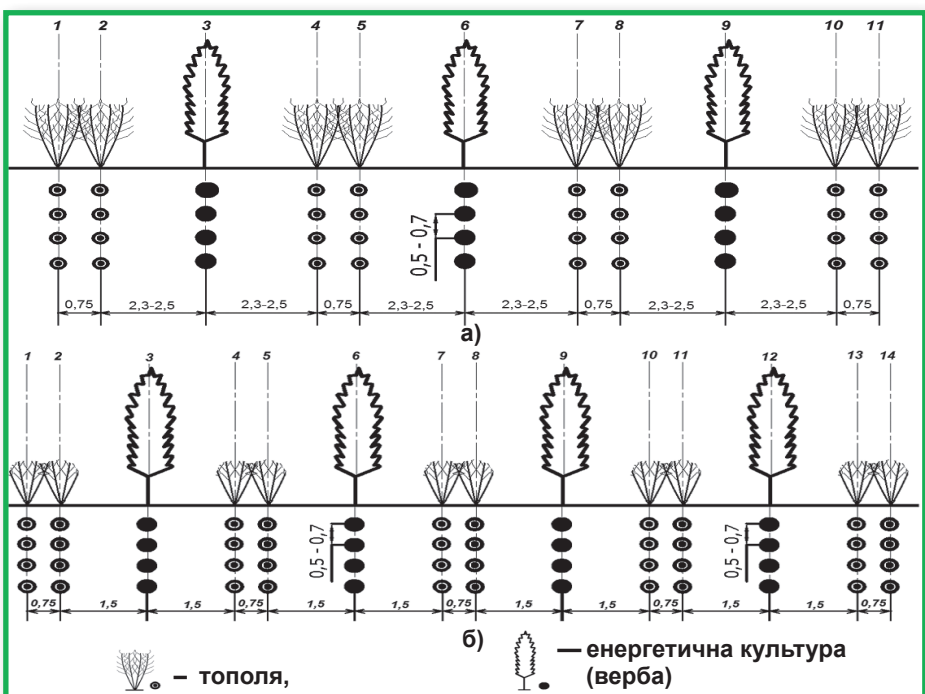 1 2 3 4 5 6 7 8 9 10 11
0,5 - 0,7
0,75 2,3-2,5 2,3-2,5 0,75 2,3-2,5 2,3-2,5 0,75 2,3-2,5 2,3-2,5 0,75
а)
1 2 3 4 5 6 7 8 9 10 11 12 13 14
0,5 - 0,7 0,5 - 0,7
0,75 1,5 1,5 0,75 1,5 1,5 0,75 1,5 1,5 0,75 1,5 1,5 0,75
б)
– тополя, — енергетична культура
(верба)